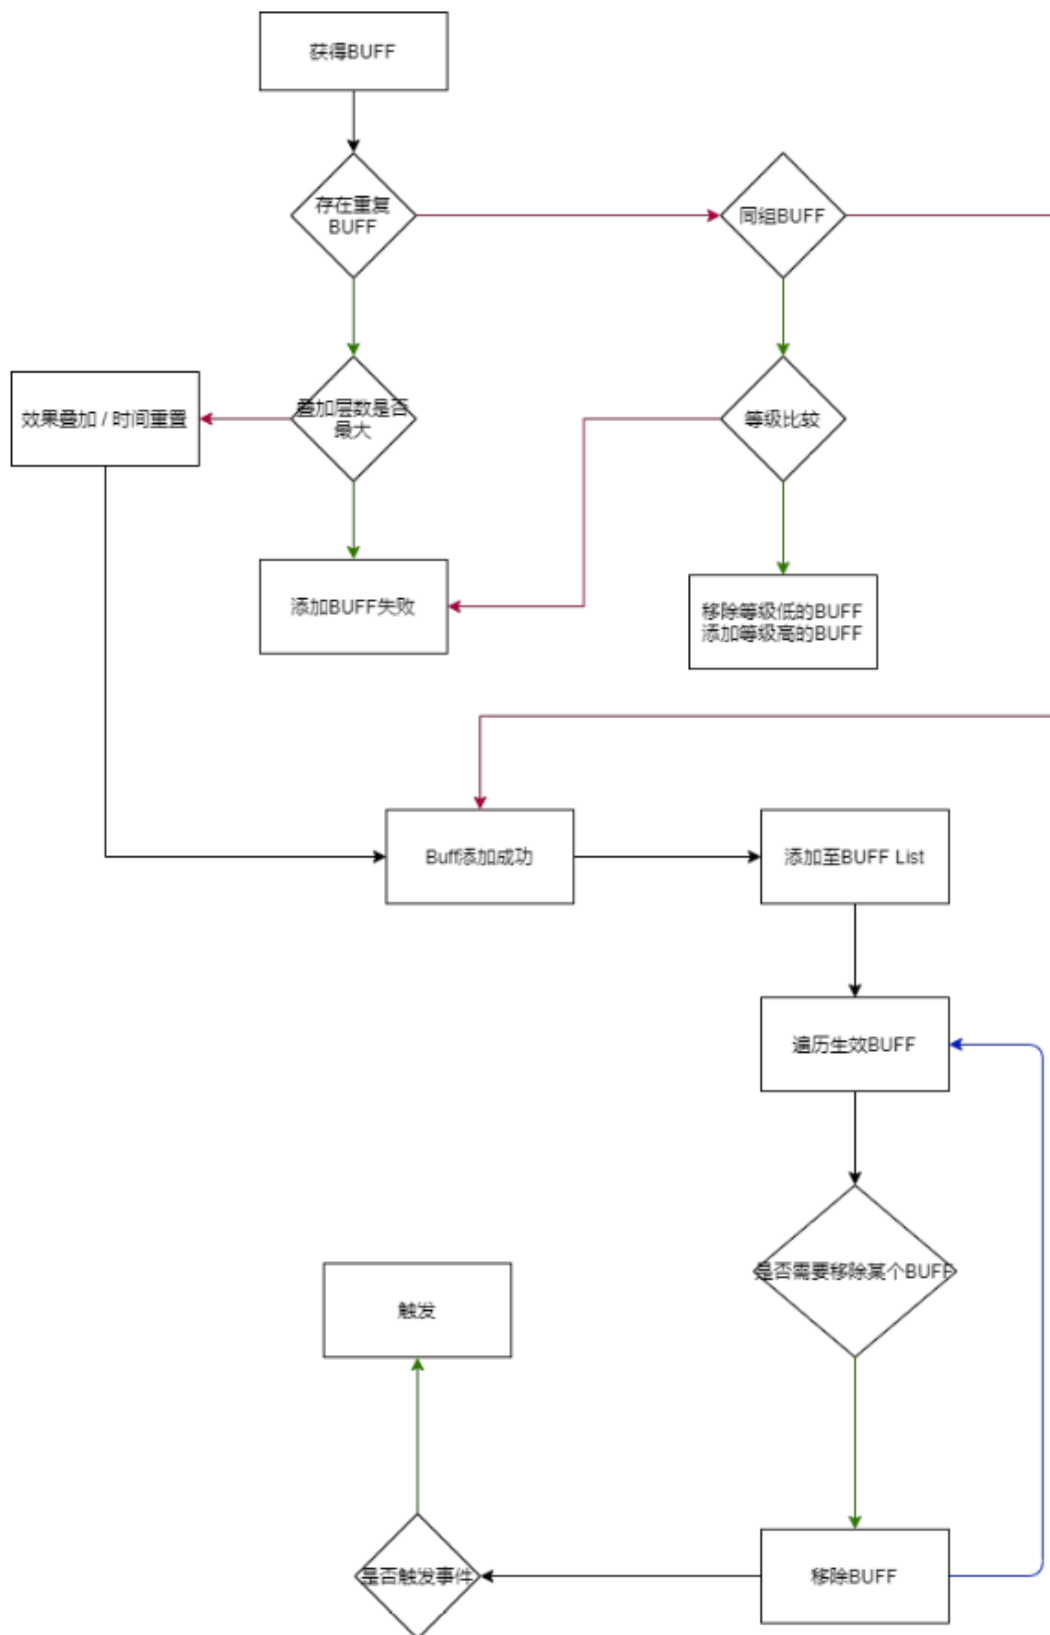 获得BUFF
存在重复
BUFF
同组BUFF
效果叠加 / 时间重置
叠加层数是否
最大
等级比较
添加BUFF失败
移除等级低的BUFF
添加等级高的BUFF
Buff添加成功
添加至BUFF List
遍历生效BUFF
是否需要移除某个BUFF
触发
是否触发事件
移除BUFF